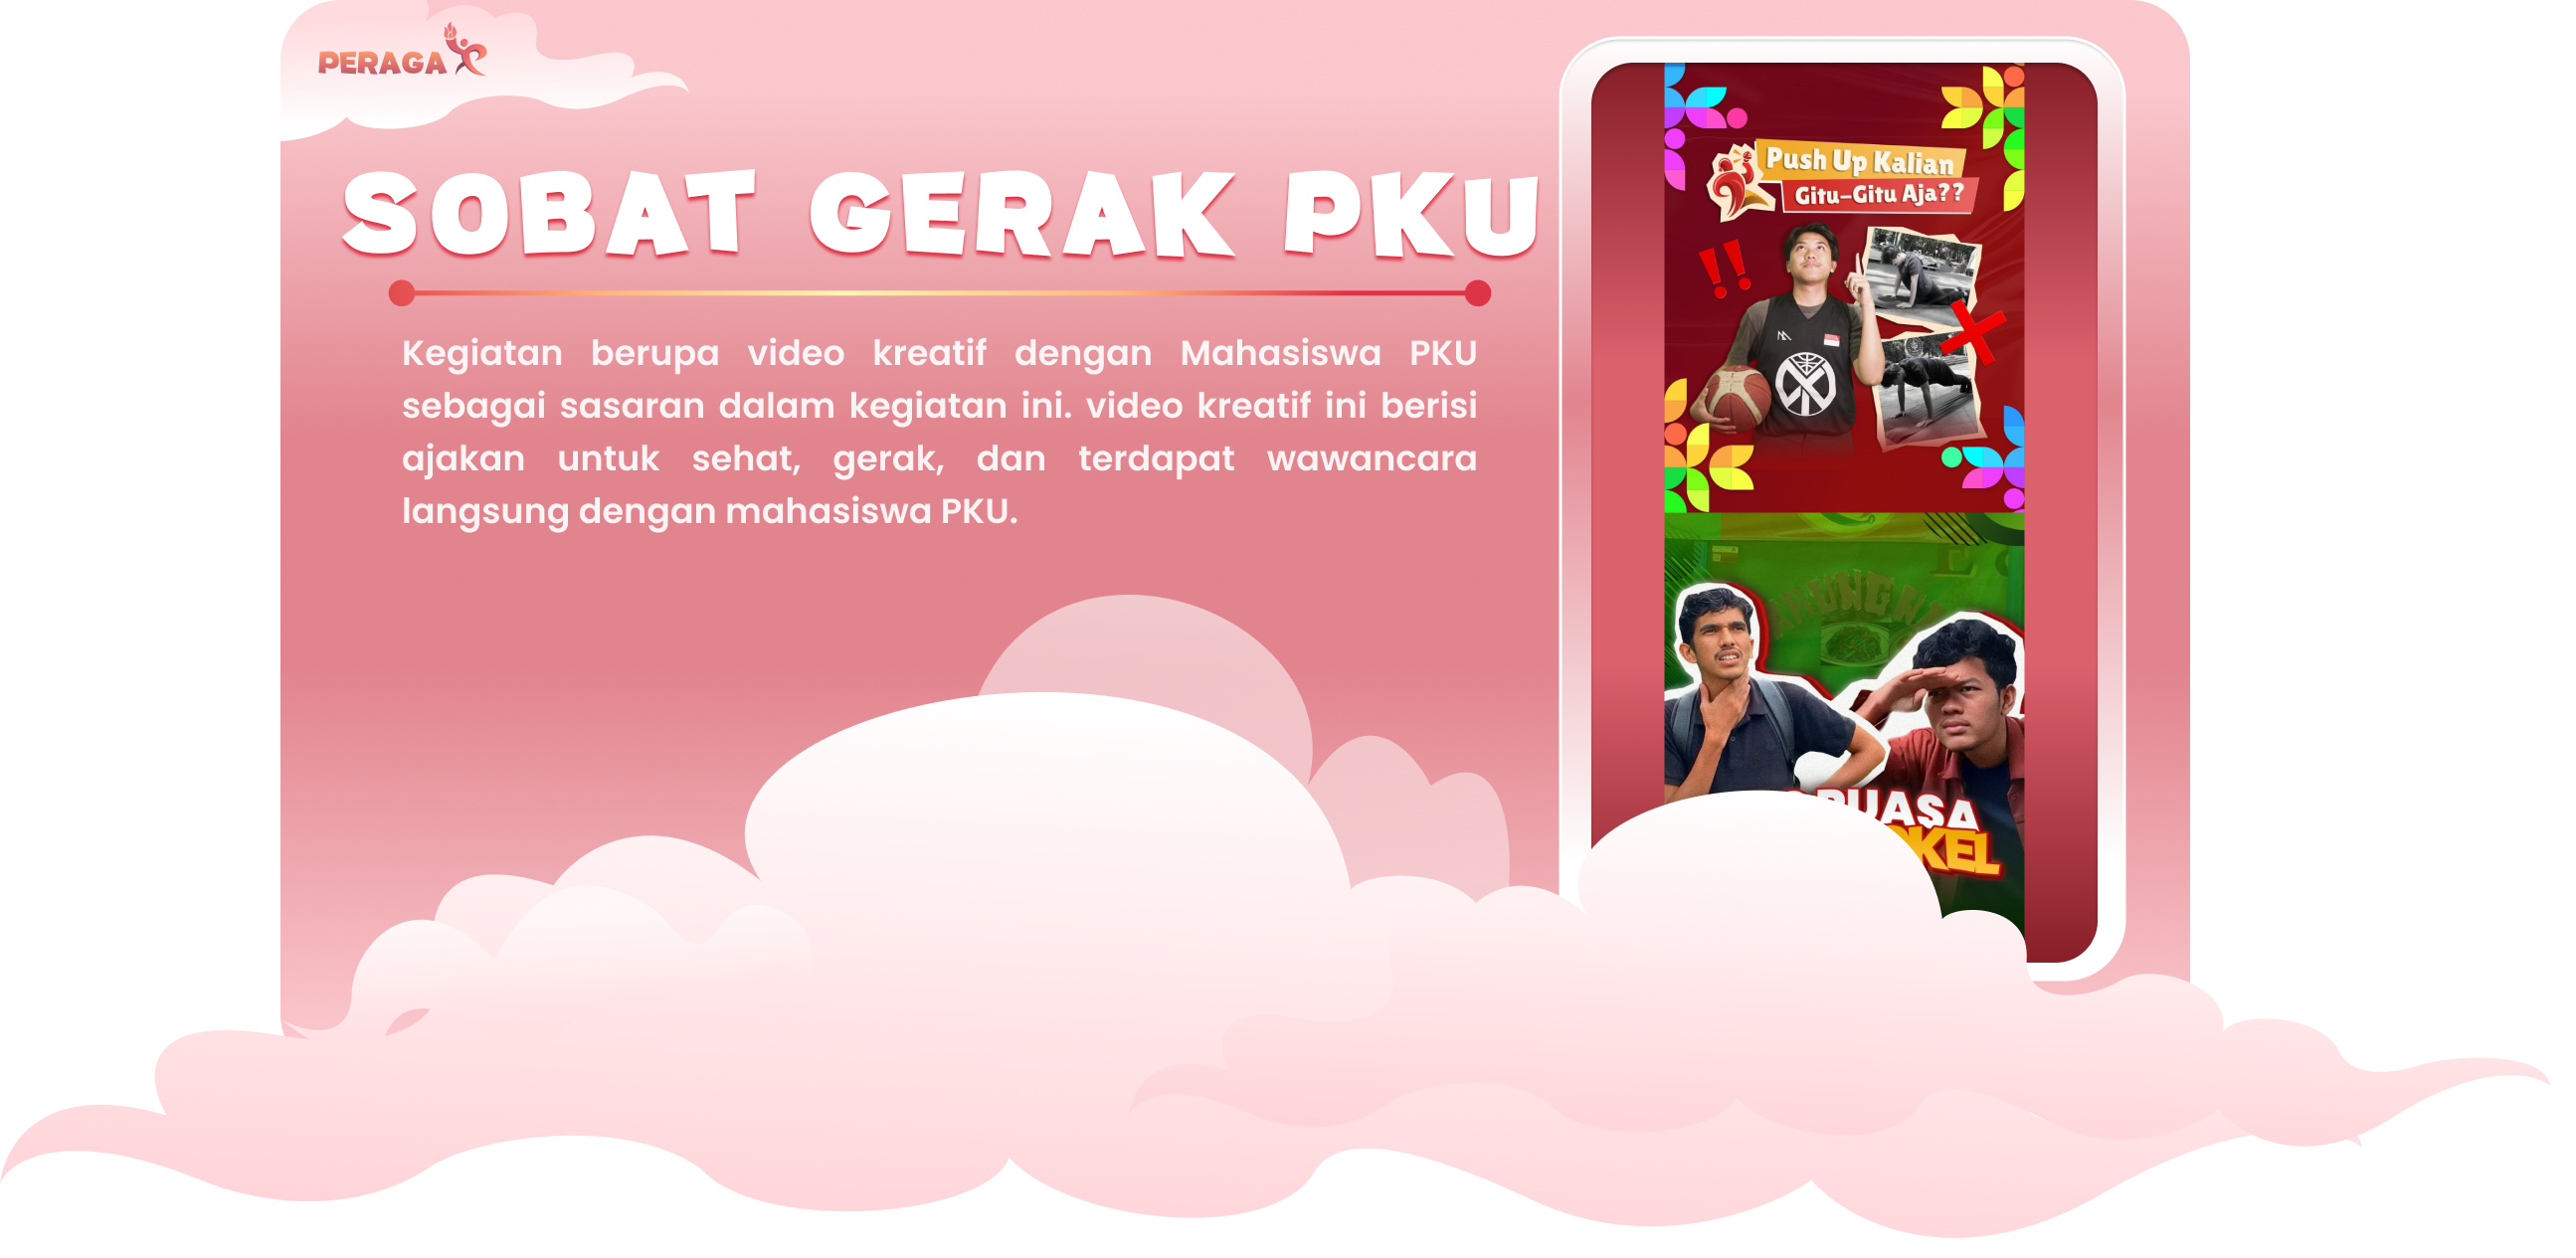 PERAGA
SOBAT GERAK PKU
Kegiatan berupa video kreatif dengan Mahasiswa PKU
sebagai sasaran dalam kegiatan ini. video kreatif ini berisi
ajakan untuk sehat, gerak, dan terdapat wawancara
langsung dengan mahasiswa PKU.
Push Up Kalian
Gitu-Gitu Aja??
PUASA